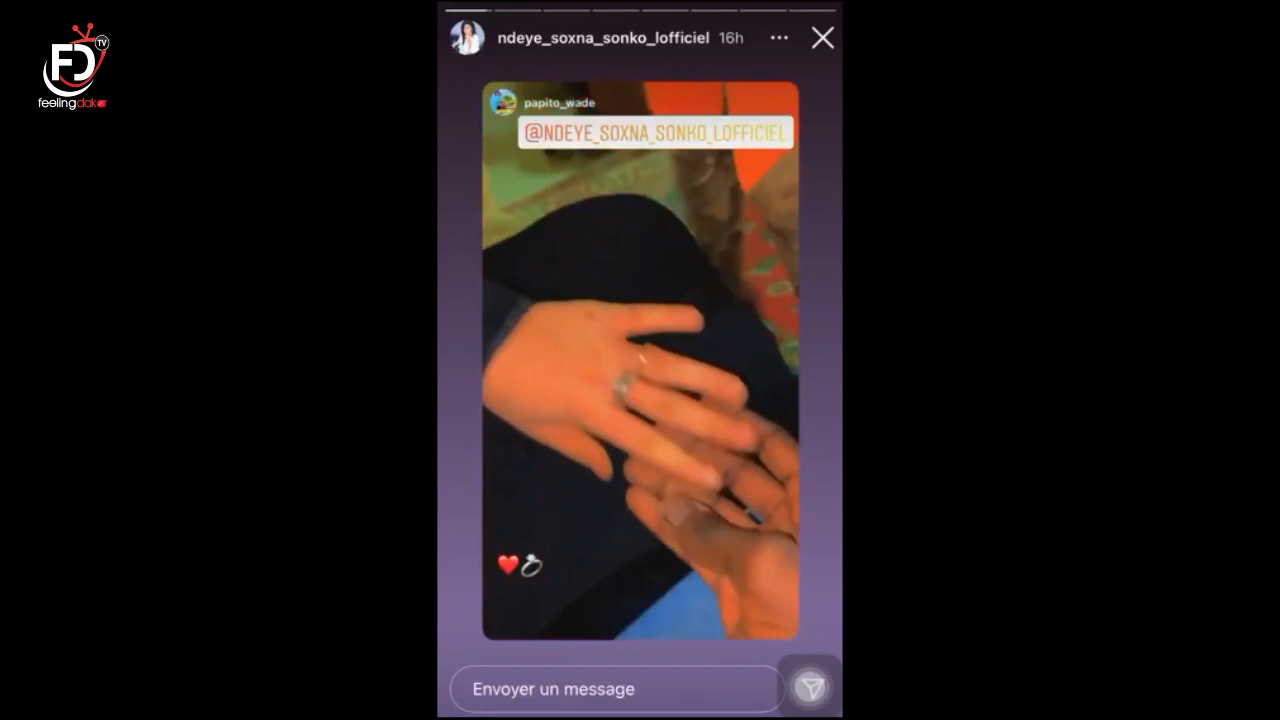 FD TV
feelingdakar
ndeye_soxna_sonko_lofficiel 16h
papito_wade
@NDEYE_SOXNA_SONKO_LOFFICIEL
Envoyer un message